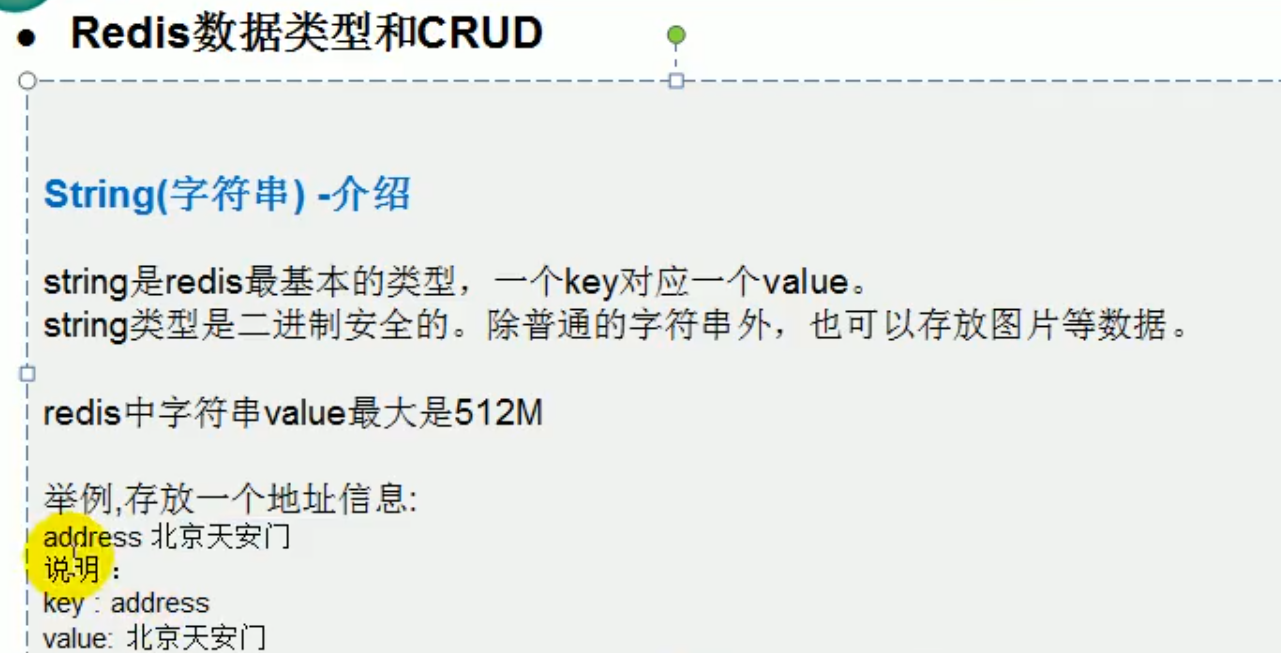 • Redis数据类型和CRUD
String(字符串) -介绍
string是redis最基本的类型，一个key对应一个value。
string类型是二进制安全的。除普通的字符串外，也可以存放图片等数据。
redis中字符串value最大是512M
举例,存放一个地址信息:
address 北京天安门
说明：
key : address
value: 北京天安门